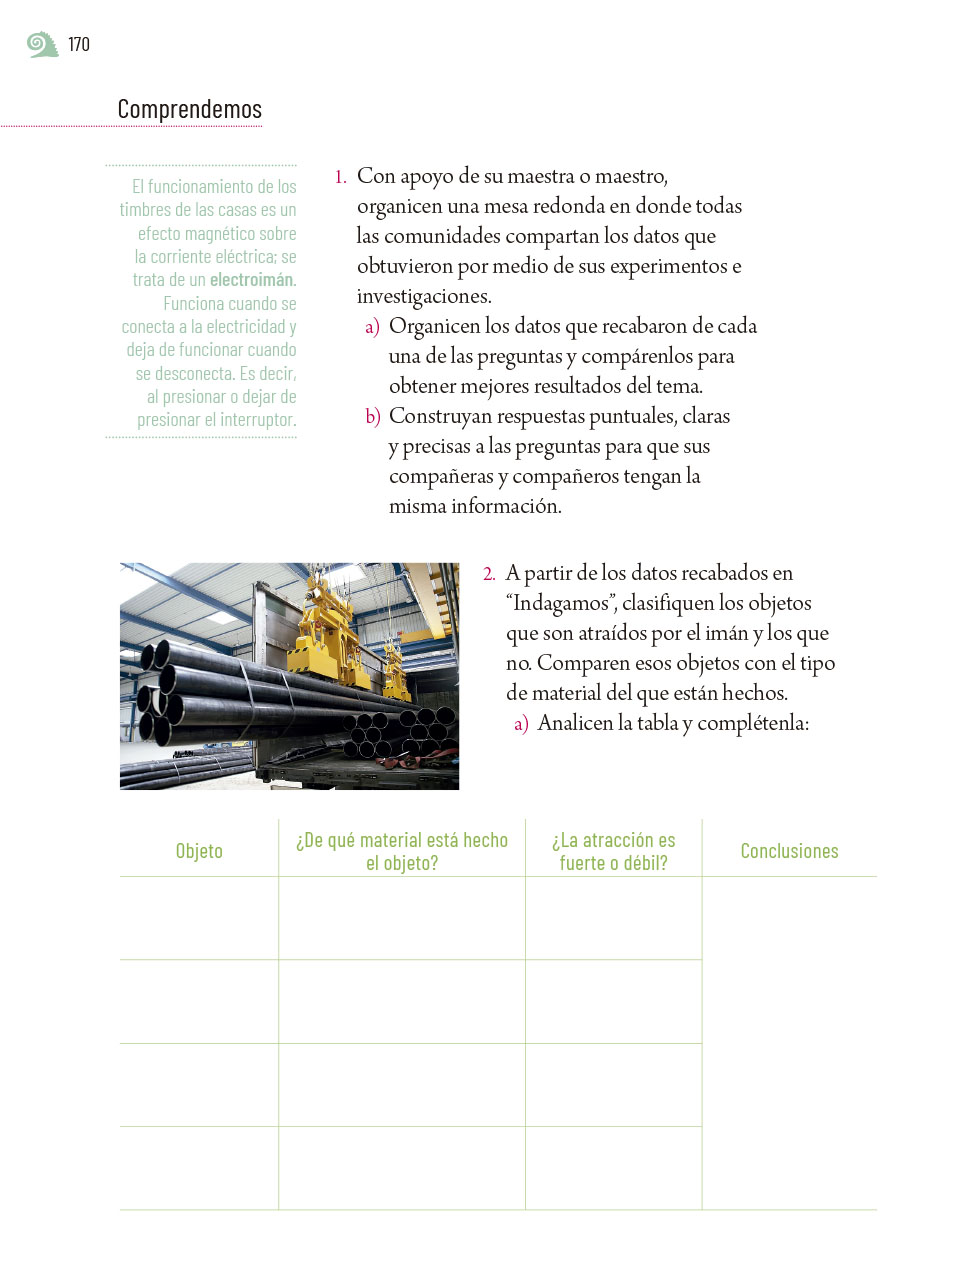 170
Comprendemos
El funcionamiento de los
timbres de las casas es un
efecto magnético sobre
la corriente eléctrica; se
trata de un electroimán.
Funciona cuando se
conecta a la electricidad y
deja de funcionar cuando
se desconecta. Es decir,
al presionar o dejar de
presionar el interruptor.
1. Con apoyo de su maestra o maestro,
organicen una mesa redonda en donde todas
las comunidades compartan los datos que
obtuvieron por medio de sus experimentos e
investigaciones.
a) Organicen los datos que recabaron de cada
una de las preguntas y compárenlos para
obtener mejores resultados del tema.
b) Construyan respuestas puntuales, claras
y precisas a las preguntas para que sus
compañeras y compañeros tengan la
misma información.
2. A partir de los datos recabados en
“Indagamos”, clasifiquen los objetos
que son atraídos por el imán y los que
no. Comparen esos objetos con el tipo
de material del que están hechos.
a) Analicen la tabla y complétenla:
Objeto
¿De qué material está hecho
el objeto?
¿La atracción es
fuerte o débil?
Conclusiones